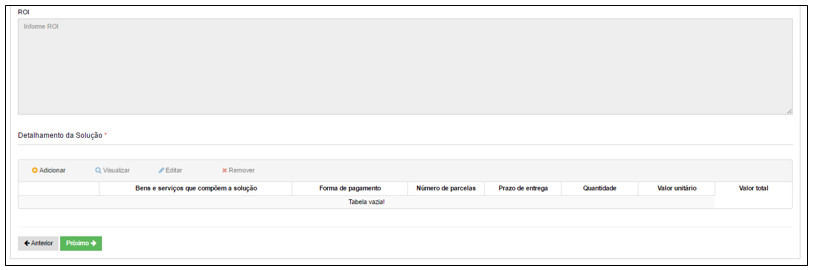 ROI
Informe ROI
Detalhamento da Solução *
Adicionar Visualizar Editar Remover
Bens e serviços que compõem a solução Forma de pagamento Número de parcelas Prazo de entrega Quantidade Valor unitário Valor total
Tabela vazia!
Anterior Próximo